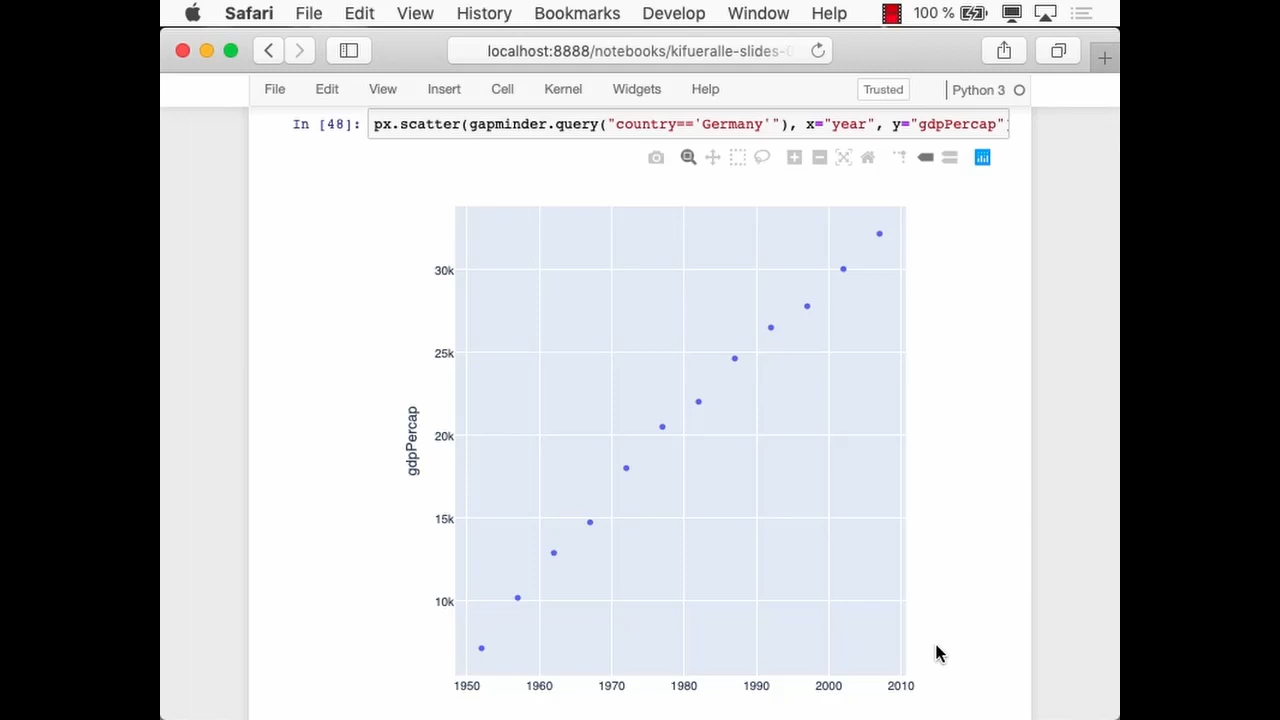 Safari File Edit View History Bookmarks Develop Window Help 100 %
localhost:8888/notebooks/kifueralle-slides-
File Edit View Insert Cell Kernel Widgets Help Trusted Python 3
In [48]: px.scatter(gapminder.query("country=='Germany'"), x="year", y="gdpPercap"
30k
25k
20k
15k
10k
gdpPercap
1950 1960 1970 1980 1990 2000 2010